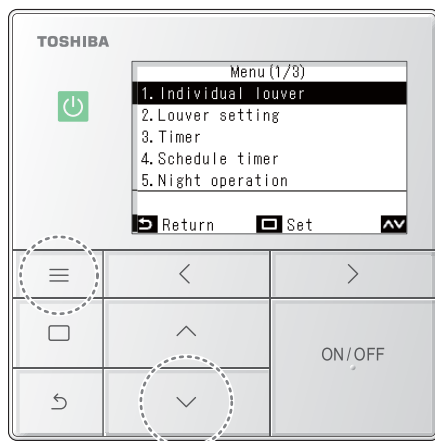 TOSHIBA
Menu(1/3)
1. Individual louver
2. Louver setting
3. Timer
4. Schedule timer
5. Night operation
Return Set
ON/OFF